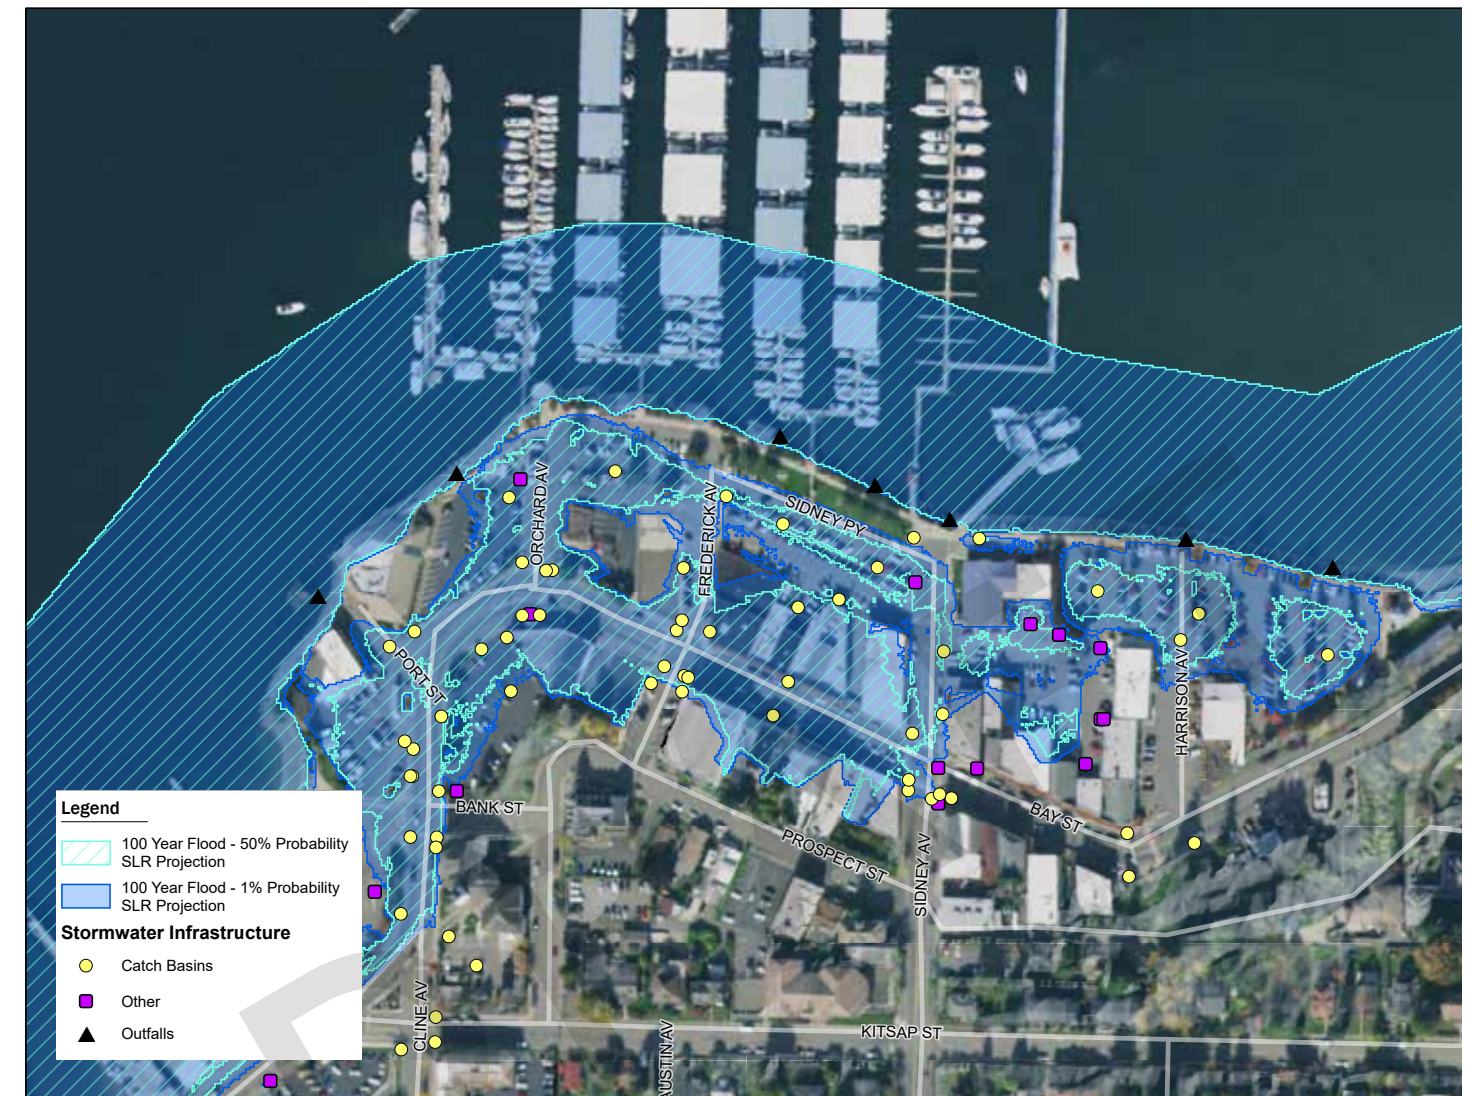 ORCHARD AV
FREDERICK AV
SIDNEY PY
PORT ST
HARRISON AV
BANK ST
BAY ST
PROSPECT ST
SIDNEY AV
CLINE AV
KITSAP ST
AUSTIN AV
Legend
100 Year Flood - 50% Probability
SLR Projection
100 Year Flood - 1% Probability
SLR Projection
Stormwater Infrastructure
Catch Basins
Other
Outfalls